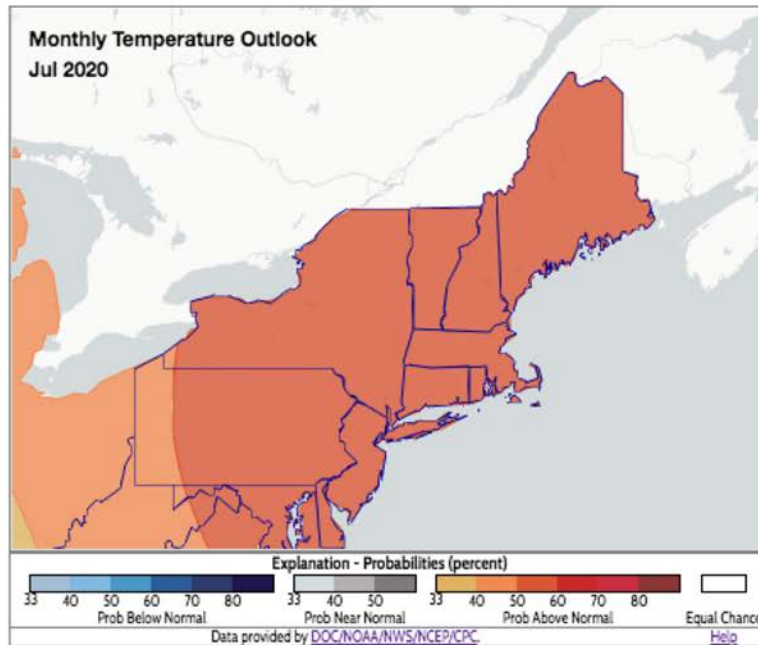 Monthly Temperature Outlook
Jul 2020
Explanation - Probabilities (percent)
33 40 50 60 70 80 33 40 50 33 40 50 60 70 80
Prob Below Normal Prob Near Normal Prob Above Normal Equal Chance
Data provided by DOC/NOAA/NWS/NCEP/CPC. Help